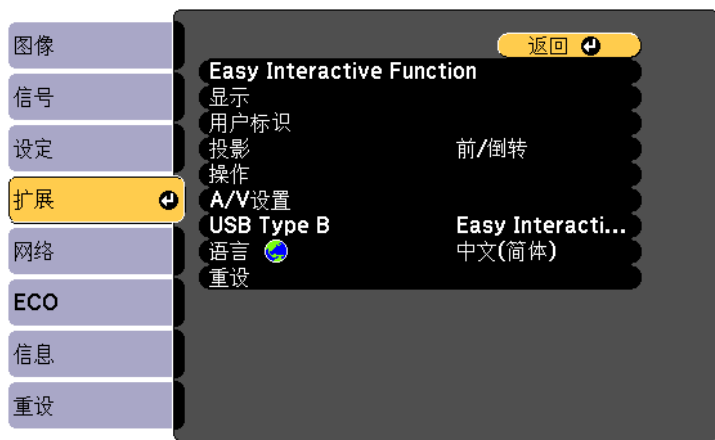 图像
信号
设定
扩展
网络
ECO
信息
重设
返回
Easy Interactive Function
显示
用户标识
投影 前/倒转
操作
A/V设置
USB Type B Easy Interacti...
语言 中文(简体)
重设